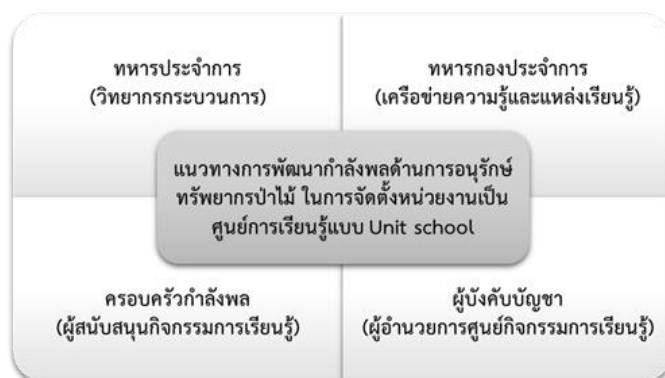 ทหารประจำการ
(วิทยากรกระบวนการ)
ทหารกองประจำการ
(เครือข่ายความรู้และแหล่งเรียนรู้)
แนวทางการพัฒนากำลังพลด้านการอนุรักษ์
ทรัพยากรป่าไม้ ในการจัดตั้งหน่วยงานเป็น
ศูนย์การเรียนรู้แบบ Unit school
ครอบครัวกำลังพล
(ผู้สนับสนุนกิจกรรมการเรียนรู้)
ผู้บังคับบัญชา
(ผู้อำนวยการศูนย์กิจกรรมการเรียนรู้)